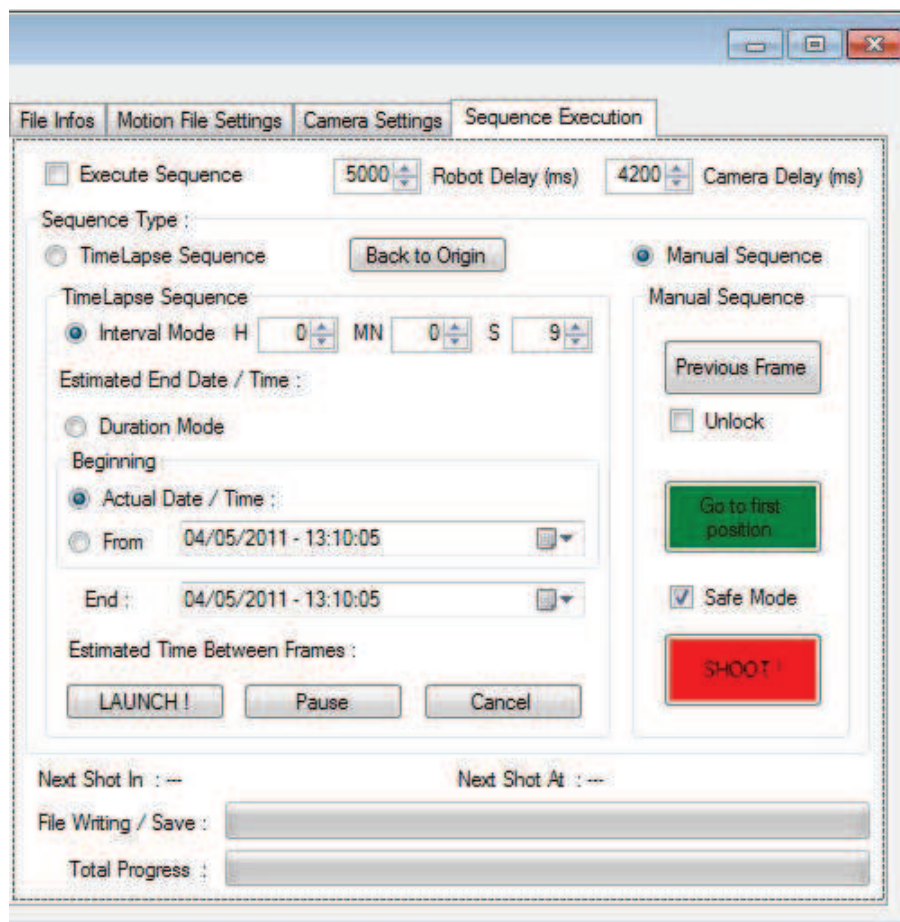 File Infos Motion File Settings Camera Settings Sequence Execution
Execute Sequence 5000 Robot Delay (ms) 4200 Camera Delay (ms)
Sequence Type :
TimeLapse Sequence Back to Origin Manual Sequence
TimeLapse Sequence Manual Sequence
Interval Mode H 0 MN 0 S 9
Previous Frame
Estimated End Date / Time :
Duration Mode Unlock
Beginning
Actual Date / Time :
Go to first
position
From 04/05/2011 - 13:10:05
End : 04/05/2011 - 13:10:05 Safe Mode
Estimated Time Between Frames :
SHOOT !
LAUNCH ! Pause Cancel
Next Shot In : --- Next Shot At : ---
File Writing / Save :
Total Progress :